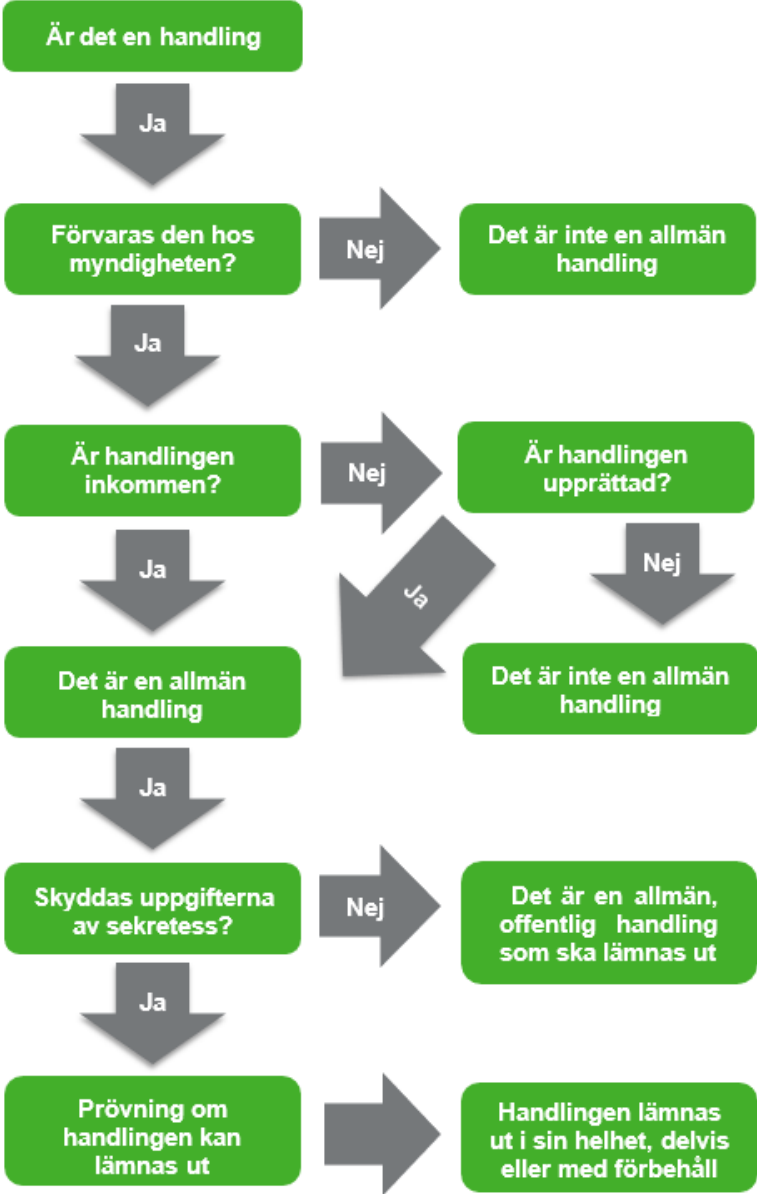 Är det en handling
Ja
Förvaras den hos
myndigheten?
Nej
Det är inte en allmän
handling
Ja
Är handlingen
inkommen?
Nej
Är handlingen
upprättad?
Ja
Ja
Nej
Det är en allmän
handling
Det är inte en allmän
handling
Ja
Skyddas uppgifterna
av sekretess?
Nej
Det är en allmän,
offentlig handling
som ska lämnas ut
Ja
Prövning om
handlingen kan
lämnas ut
Handlingen lämnas
ut i sin helhet, delvis
eller med förbehåll